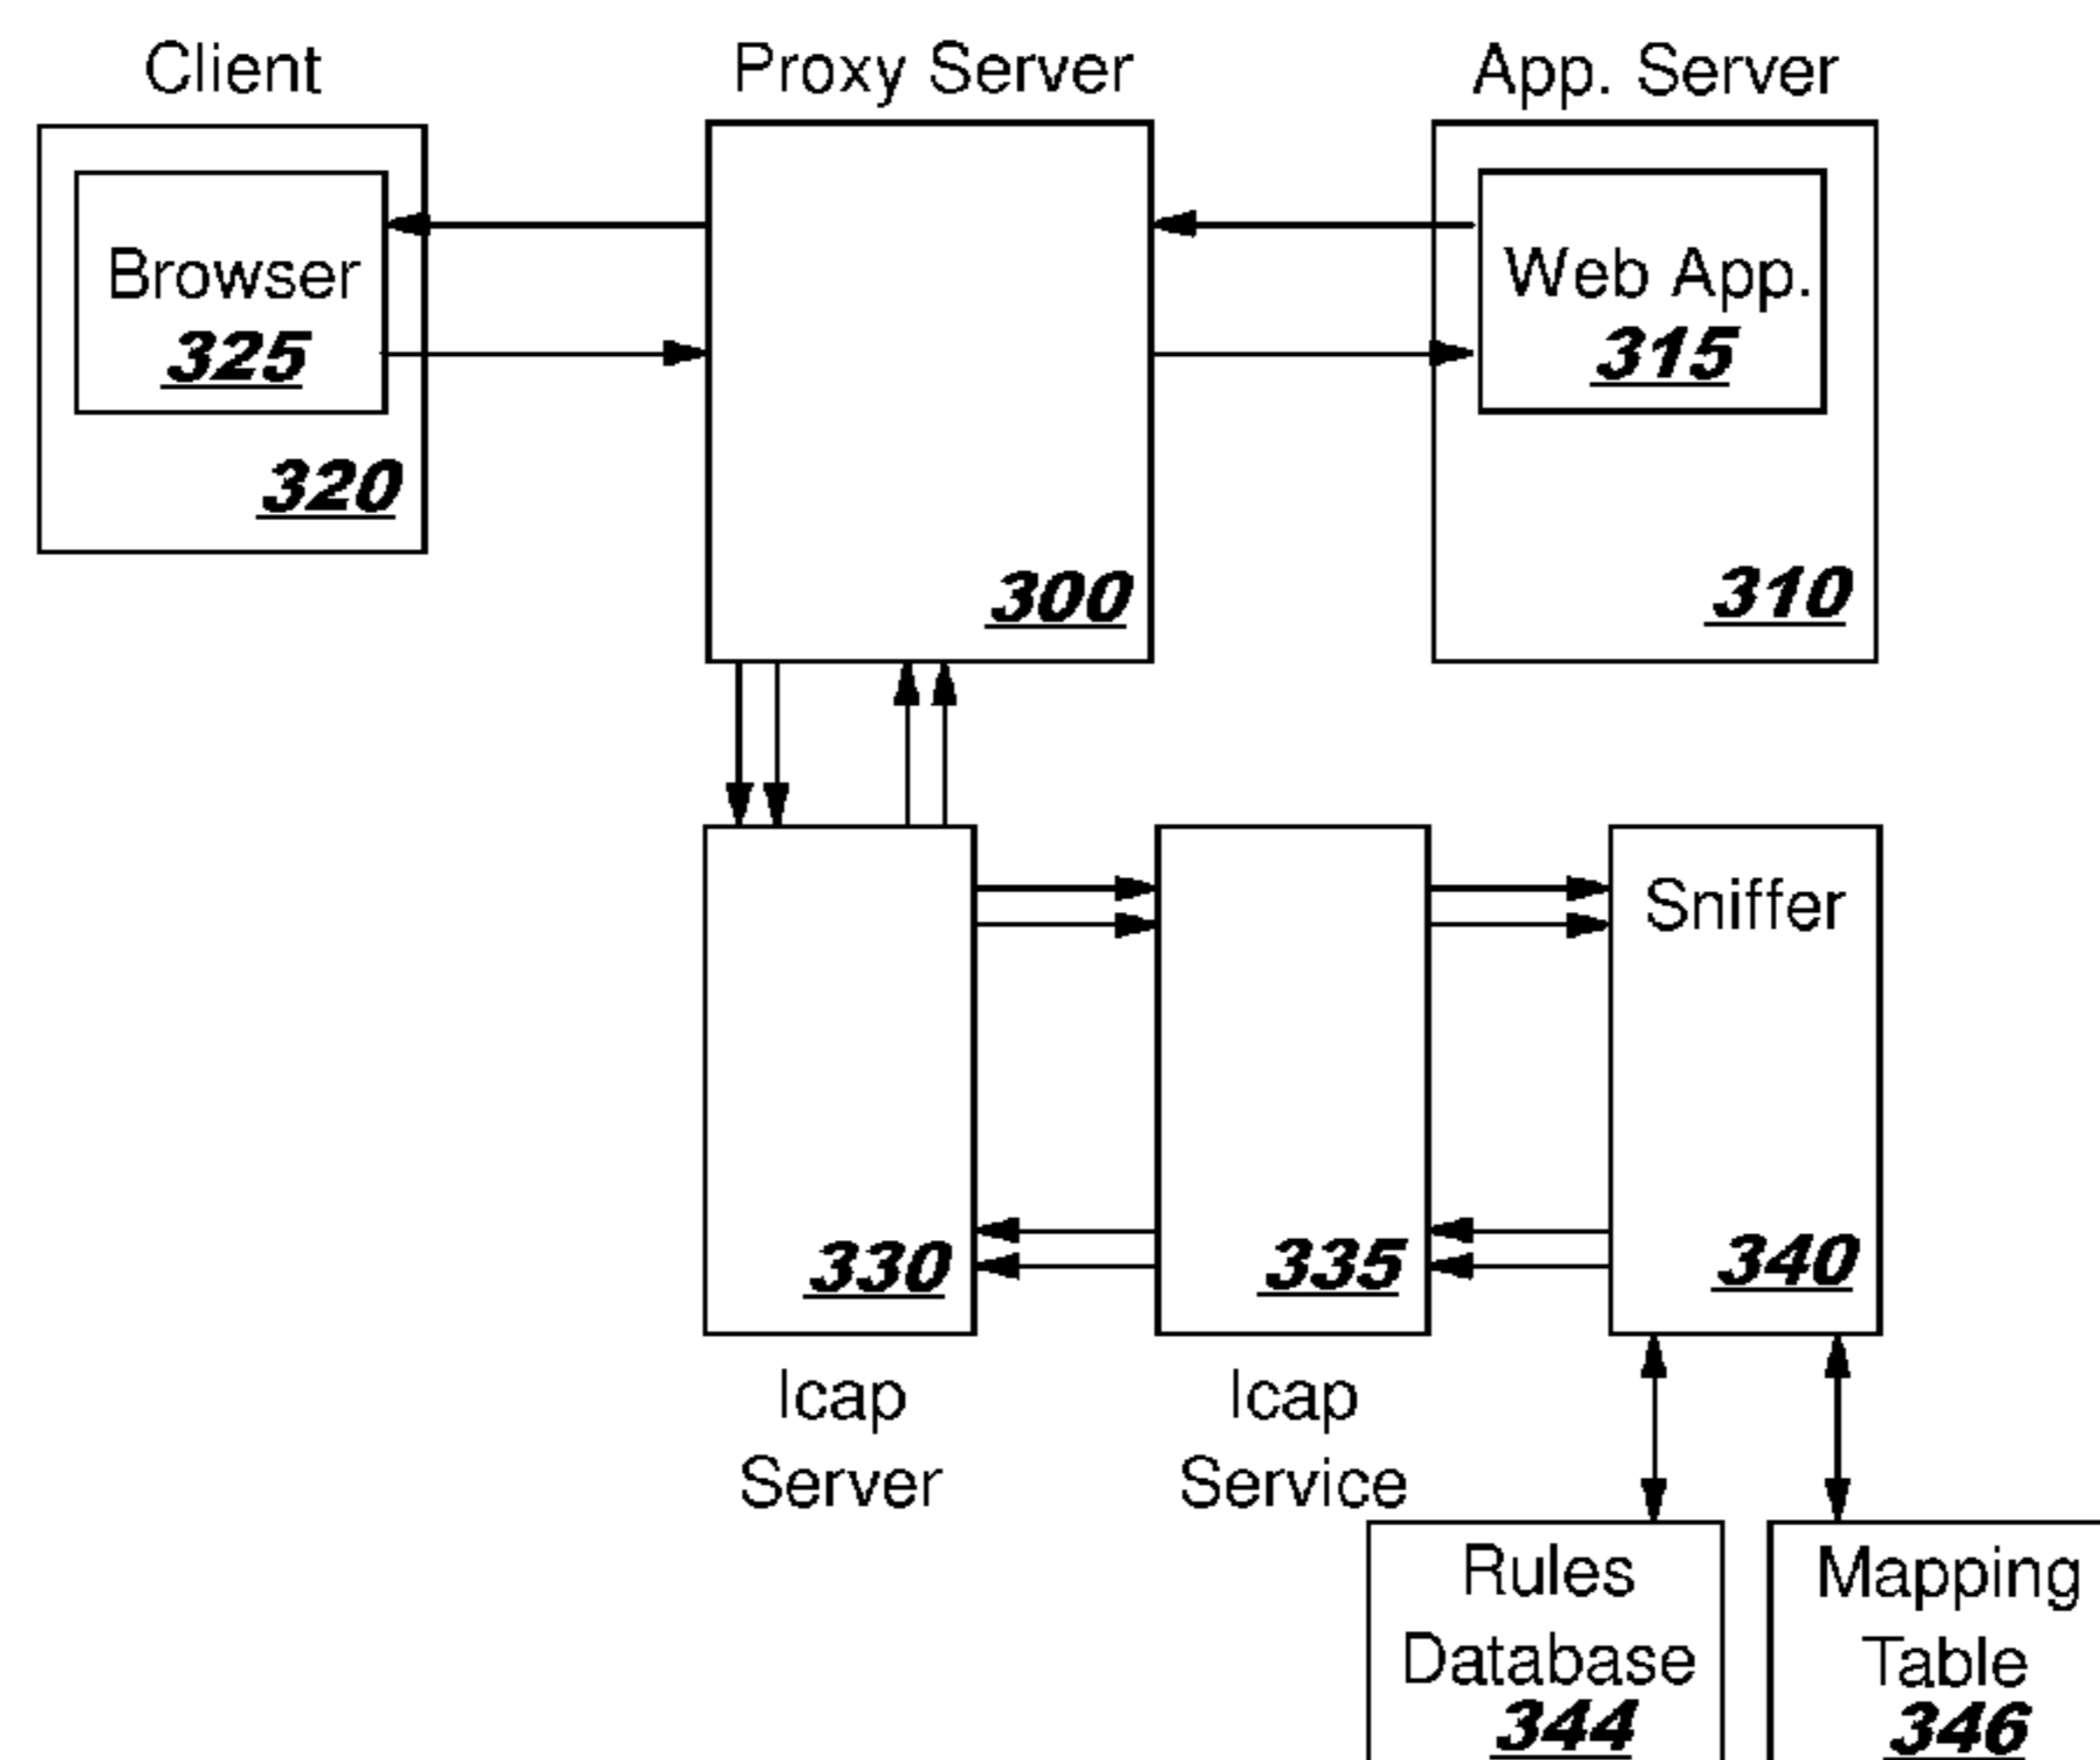 Client
Proxy Server
App. Server
Browser
325
320
300
Web App.
315
310
Sniffer
330
335
340
Icap
Server
Icap
Service
Rules
Database
344
Mapping
Table
346